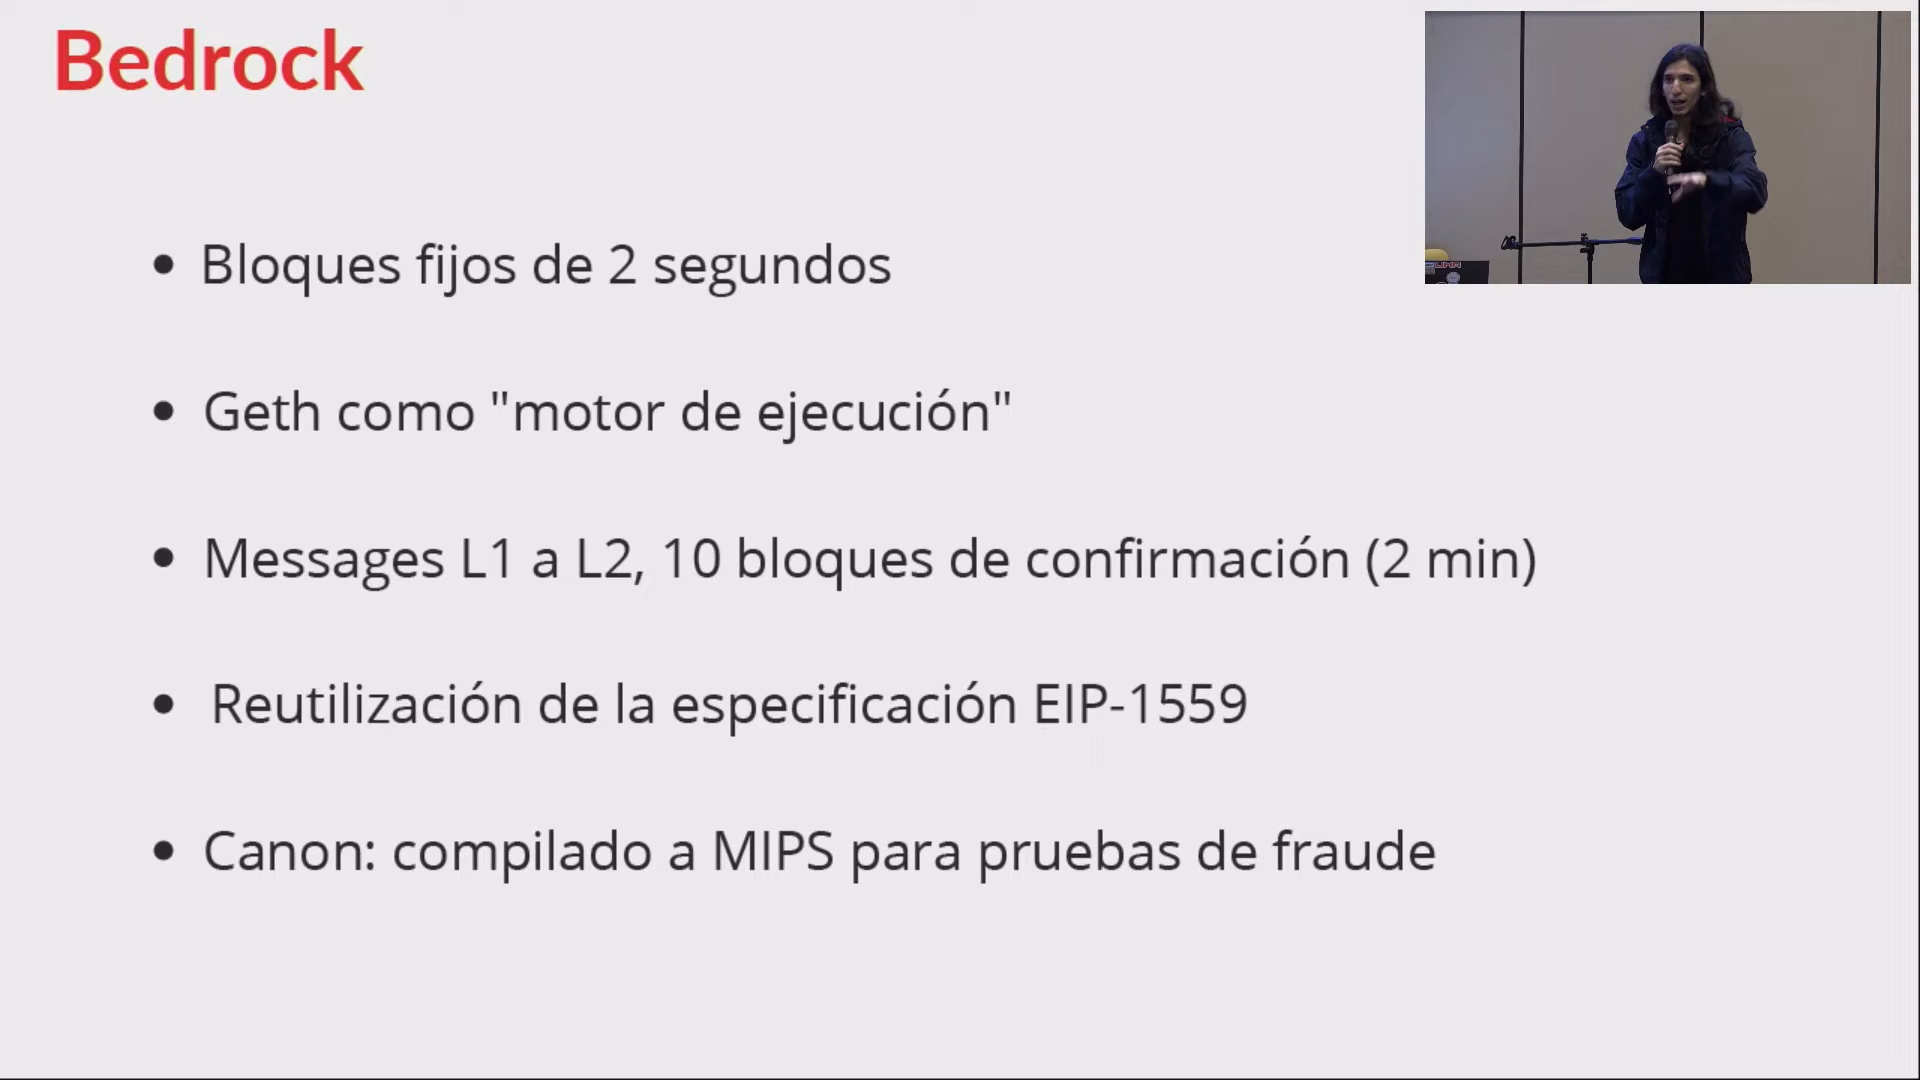 Bedrock
• Bloques fijos de 2 segundos
• Geth como "motor de ejecución"
• Messages L1 a L2, 10 bloques de confirmación (2 min)
• Reutilización de la especificación EIP-1559
• Canon: compilado a MIPS para pruebas de fraude